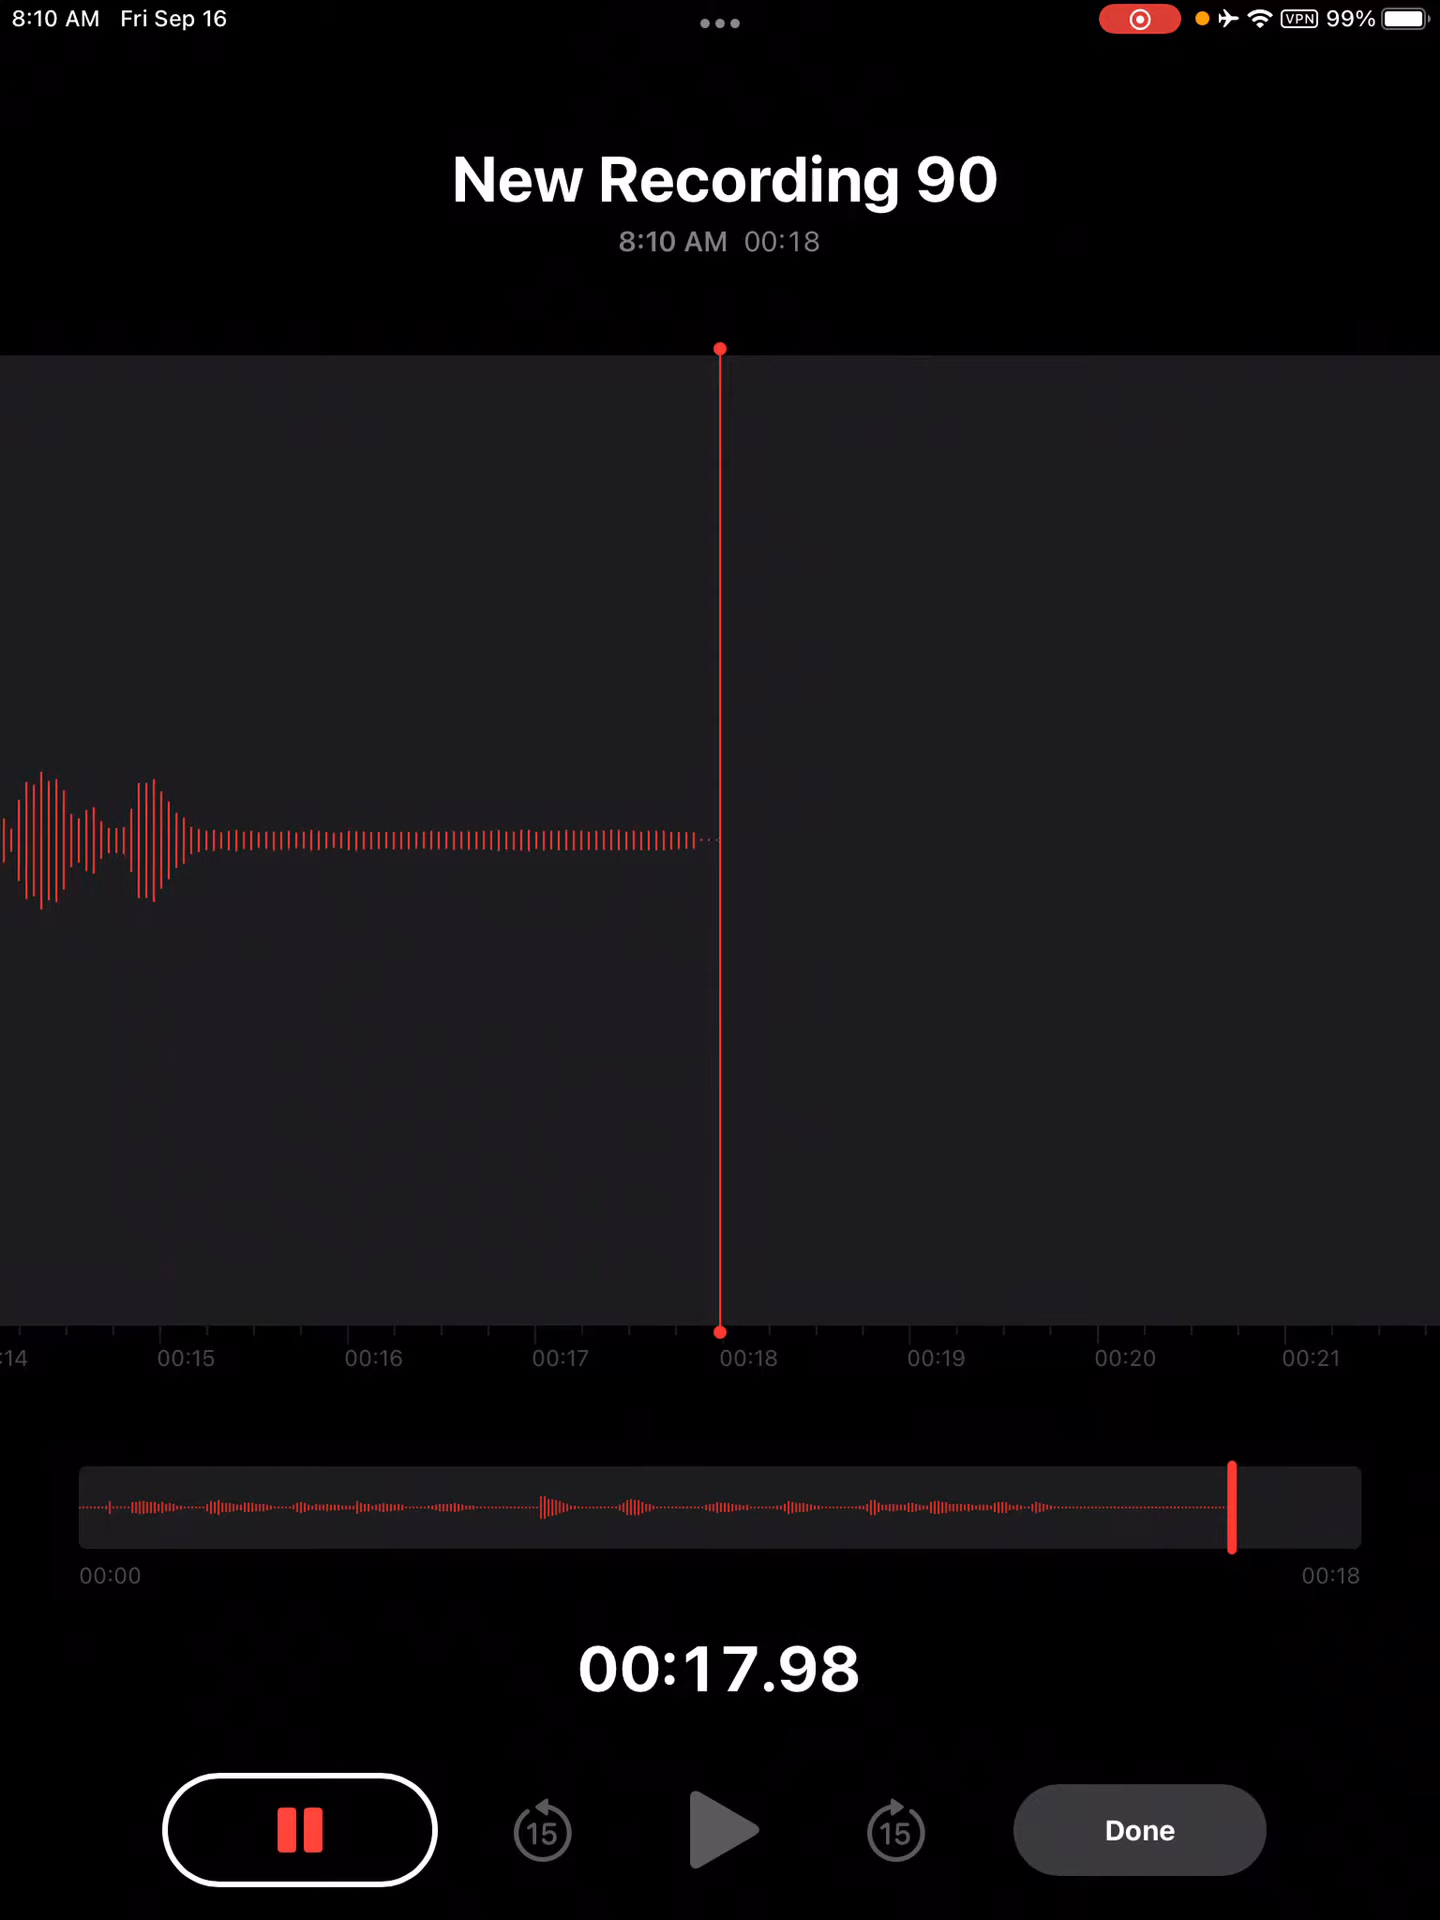 8:10 AM Fri Sep 16
VPN 99%
New Recording 90
8:10 AM 00:18
:14 00:15 00:16 00:17 00:18 00:19 00:20 00:21
00:00 00:18
00:17.98
15 15 Done